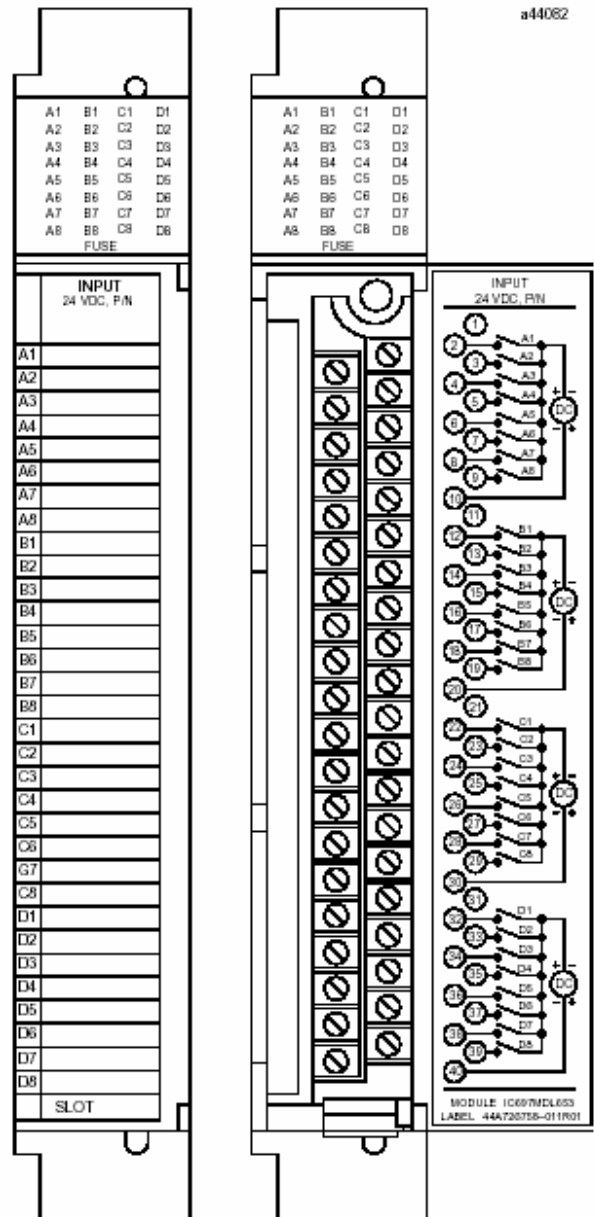 a44082
A1 B1 C1 D1
A2 B2 C2 D2
A3 B3 C3 D3
A4 B4 C4 D4
A5 B5 C5 D5
A6 B6 C6 D6
A7 B7 C7 D7
A8 B8 C8 D8
FUSE
A1 B1 C1 D1
A2 B2 C2 D2
A3 B3 C3 D3
A4 B4 C4 D4
A5 B5 C5 D5
A6 B6 C6 D6
A7 B7 C7 D7
A8 B8 C8 D8
FUSE
INPUT
24 VDC, P/N
A1
A2
A3
A4
A5
A6
A7
A8
B1
B2
B3
B4
B5
B6
B7
B8
C1
C2
C3
C4
C5
C6
G7
C8
D1
D2
D3
D4
D5
D6
D7
D8
SLOT
INPUT
24 VDC, P/N
1
2 A1
3 A2
4 A3
5 A4
6 A5
7 A6
8 A7
9 A8
10
DC
11
12 B1
13 B2
14 B3
15 B4
16 B5
17 B6
18 B7
19 B8
20
DC
21
22 C1
23 C2
24 C3
25 C4
26 C5
27 C6
28 C7
29 C8
30
DC
31
32 D1
33 D2
34 D3
35 D4
36 D5
37 D6
38 D7
39 D8
40
DC
MODULE IC697MDL653
LABEL 44A726758-011R01